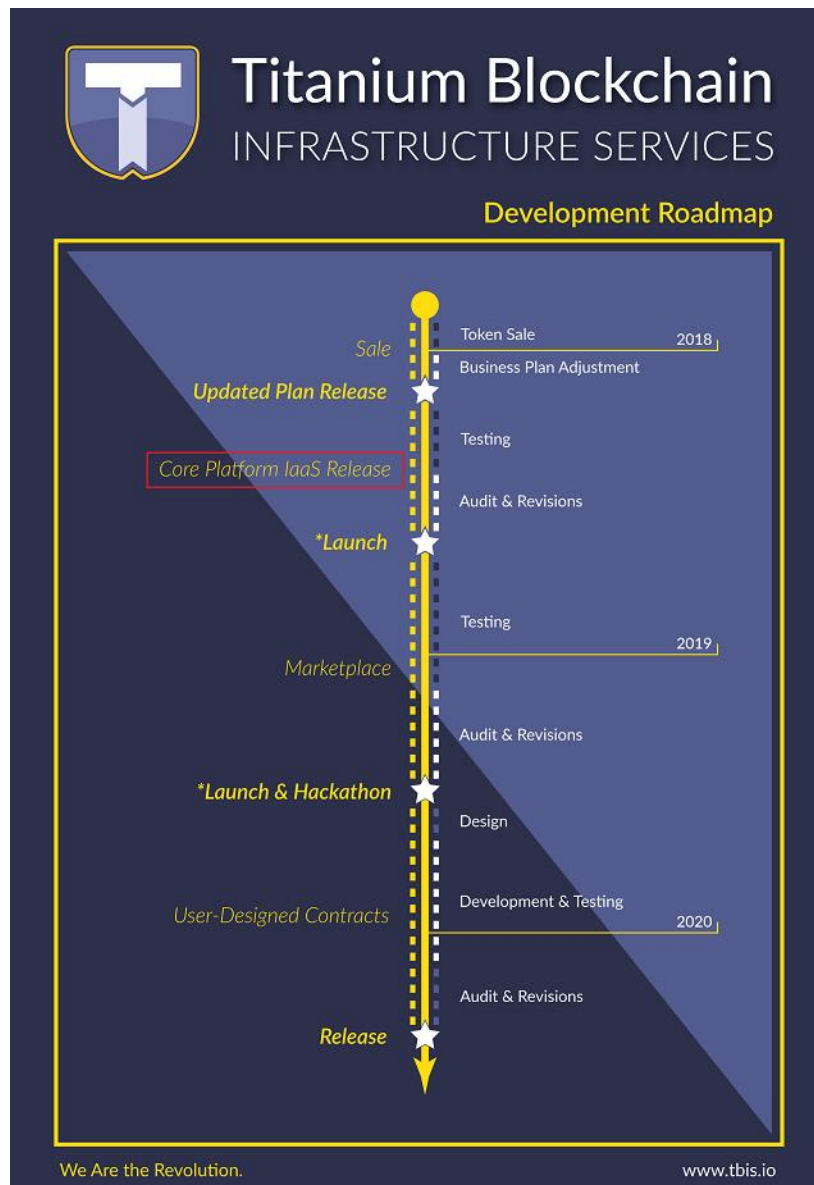 Titanium Blockchain
INFRASTRUCTURE SERVICES
Development Roadmap
Token Sale
2018
Sale
Business Plan Adjustment
Updated Plan Release
Testing
Core Platform IaaS Release
Audit & Revisions
*Launch
Testing
2019
Marketplace
Audit & Revisions
*Launch & Hackathon
Design
Development & Testing
User-Designed Contracts
2020
Audit & Revisions
Release
We Are the Revolution.
www.tbis.io